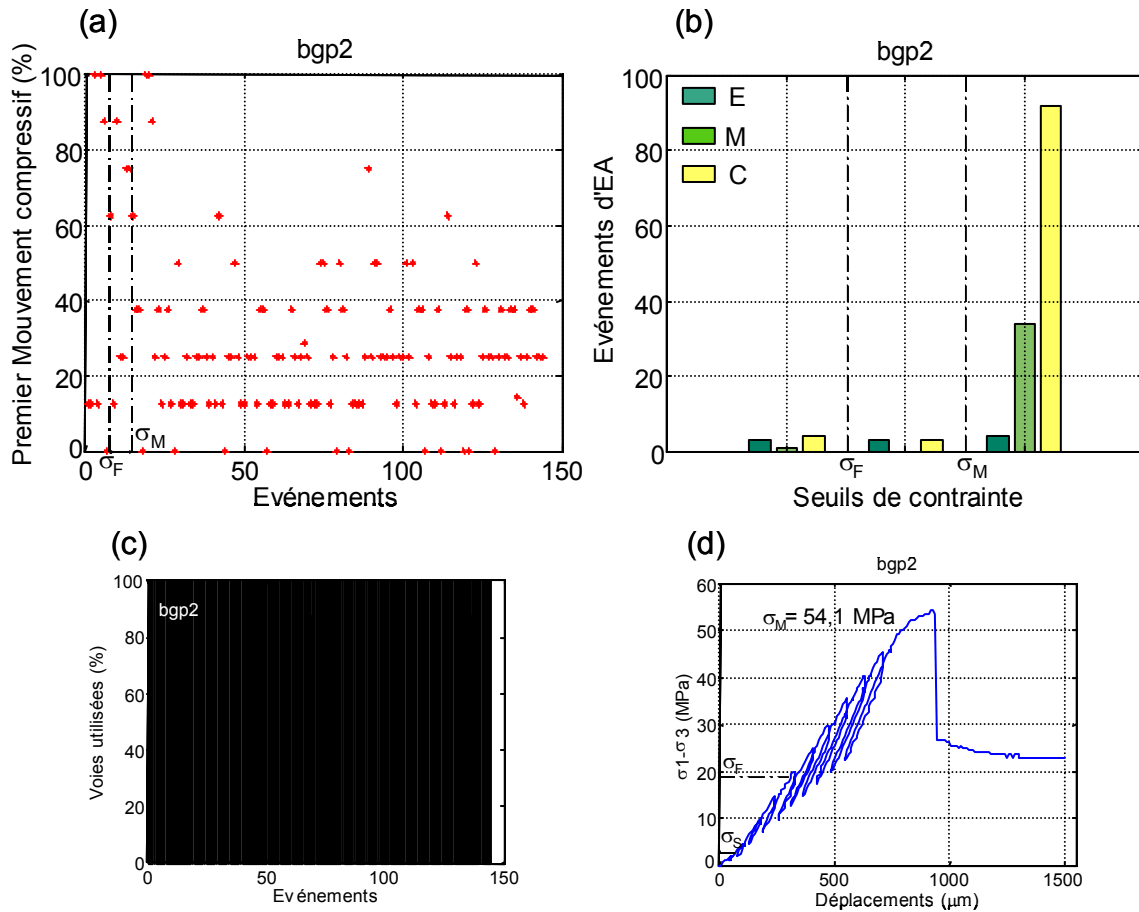 (a)
bgp2
Premier Mouvement compressif (%)
100
80
60
40
20
0
σF
σM
0
50
100
150
Evénements
(b)
bgp2
E
M
C
Evénements d'EA
100
80
60
40
20
0
σF
σM
Seuils de contrainte
(c)
bgp2
Voies utilisées (%)
100
80
60
40
20
0
0
50
100
150
Evénements
(d)
bgp2
σM= 54,1 MPa
σ1-σ3 (MPa)
60
50
40
30
20
10
0
σF
σS
0
500
1000
1500
Déplacements (μm)